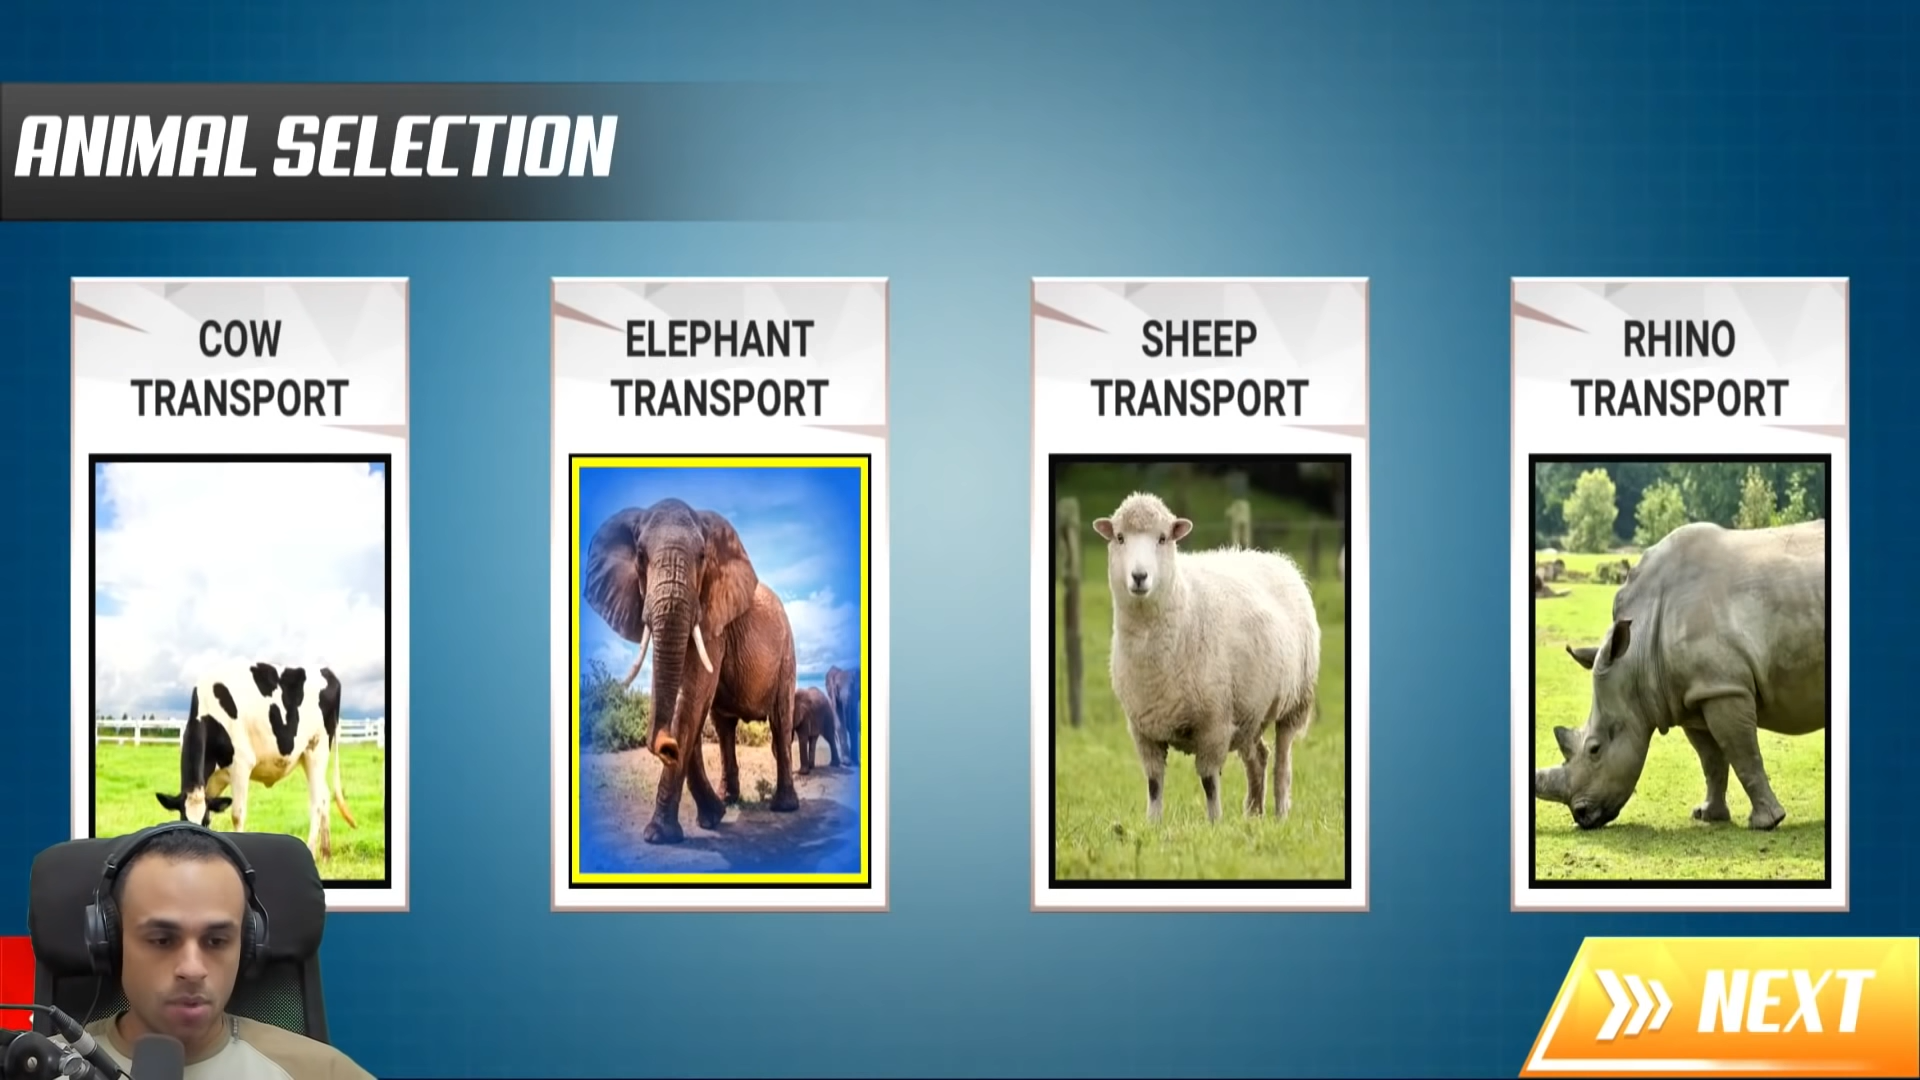 ANIMAL SELECTION
COW
TRANSPORT
ELEPHANT
TRANSPORT
SHEEP
TRANSPORT
RHINO
TRANSPORT
NEXT